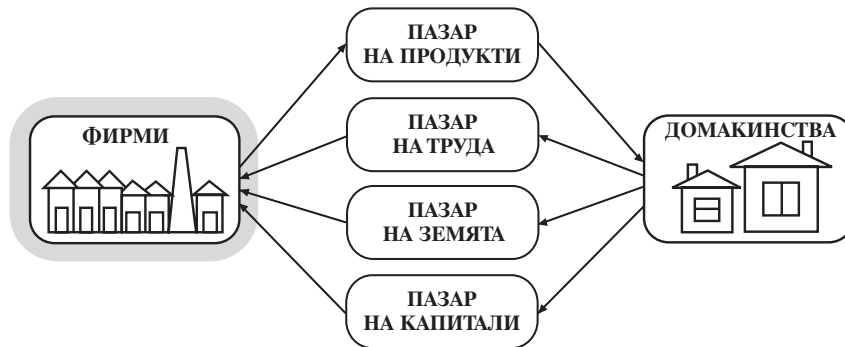 ПАЗАР
НА ПРОДУКТИ
ФИРМИ
ПАЗАР
НА ТРУДА
ДОМАКИНСТВА
ПАЗАР
НА ЗЕМЯТА
ПАЗАР
НА КАПИТАЛИ